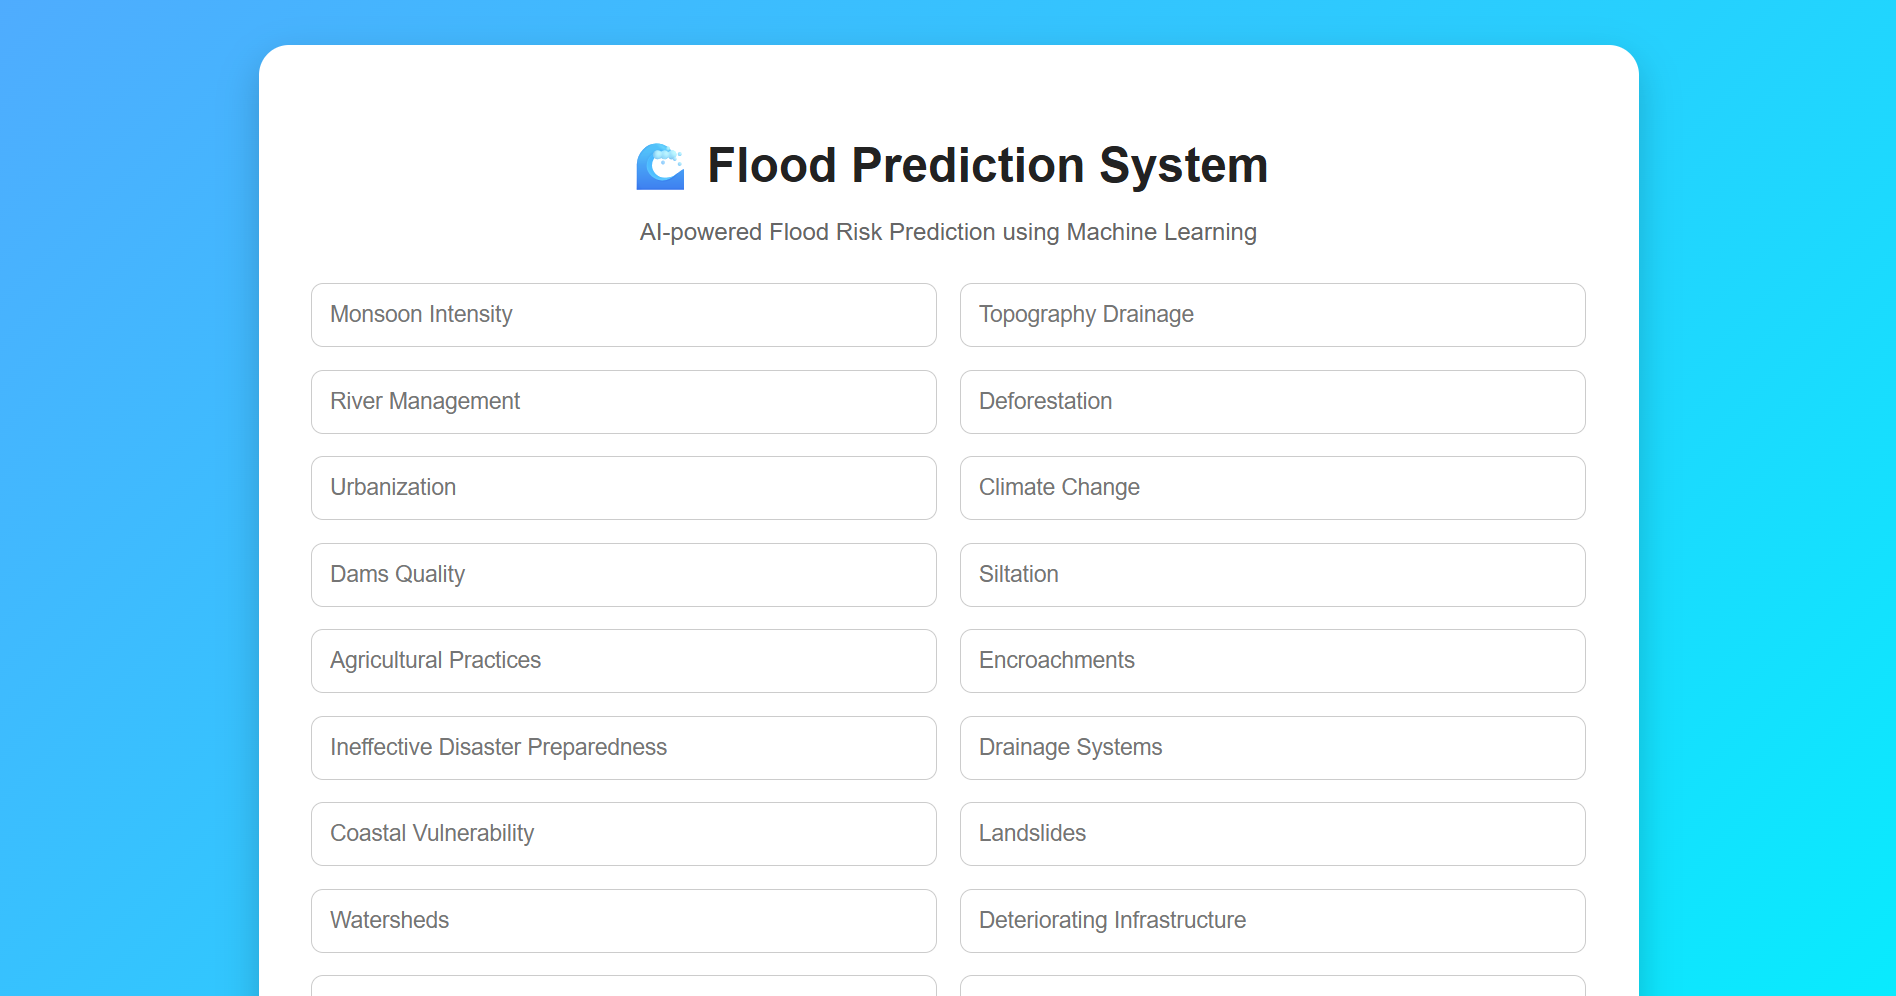 Flood Prediction System
AI-powered Flood Risk Prediction using Machine Learning
Monsoon Intensity
Topography Drainage
River Management
Deforestation
Urbanization
Climate Change
Dams Quality
Siltation
Agricultural Practices
Encroachments
Ineffective Disaster Preparedness
Drainage Systems
Coastal Vulnerability
Landslides
Watersheds
Deteriorating Infrastructure